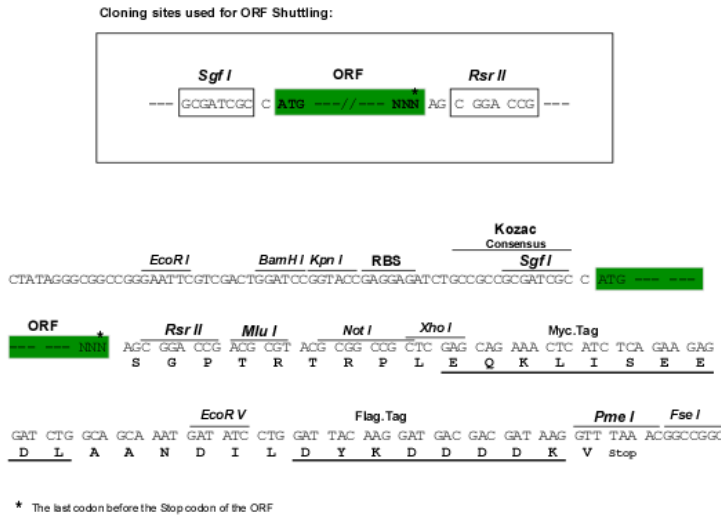 Cloning sites used for ORF Shuttling:
Sgf I ORF Rsr II
*
--- GCGATCGC C ATG ---//--- NNN AG C GGA CCG ---
Kozac
Consensus
EcoR I BamH I Kpn I RBS Sgf I
CTATAGGGCGGCCGGGAATTCGTCGACTGGATCCGGTACCGAGGAGATCTGCCGCCGCGATCGC C ATG --- ---
ORF * Rsr II Mlu I Not I Xho I Myc.Tag
--- --- NNN AGC GGA CCG ACG CGT ACG CGG CCG CTC GAG CAG AAA CTC ATC TCA GAA GAG
S G P T R T R P L E Q K L I S E E
EcoR V Flag.Tag Pme I Fse I
GAT CTG GCA GCA AAT GAT ATC CTG GAT TAC AAG GAT GAC GAC GAT AAG GTT TAA ACGGCCGGC
D L A A N D I L D Y K D D D D K V Stop
* The last codon before the Stop codon of the ORF